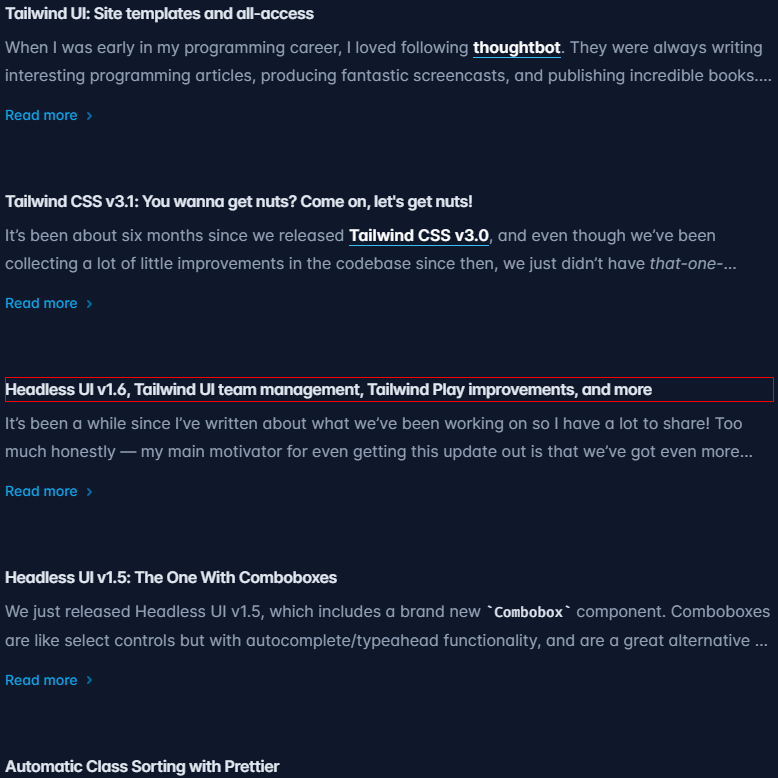 Tailwind UI: Site templates and all-access
When I was early in my programming career, I loved following thoughtbot. They were always writing
interesting programming articles, producing fantastic screencasts, and publishing incredible books....
Read more
Tailwind CSS v3.1: You wanna get nuts? Come on, let's get nuts!
It’s been about six months since we released Tailwind CSS v3.0, and even though we’ve been
collecting a lot of little improvements in the codebase since then, we just didn’t have that-one-...
Read more
Headless UI v1.6, Tailwind UI team management, Tailwind Play improvements, and more
It’s been a while since I’ve written about what we’ve been working on so I have a lot to share! Too
much honestly — my main motivator for even getting this update out is that we’ve got even more...
Read more
Headless UI v1.5: The One With Comboboxes
We just released Headless UI v1.5, which includes a brand new `Combobox` component. Comboboxes
are like select controls but with autocomplete/typeahead functionality, and are a great alternative ...
Read more
Automatic Class Sorting with Prettier